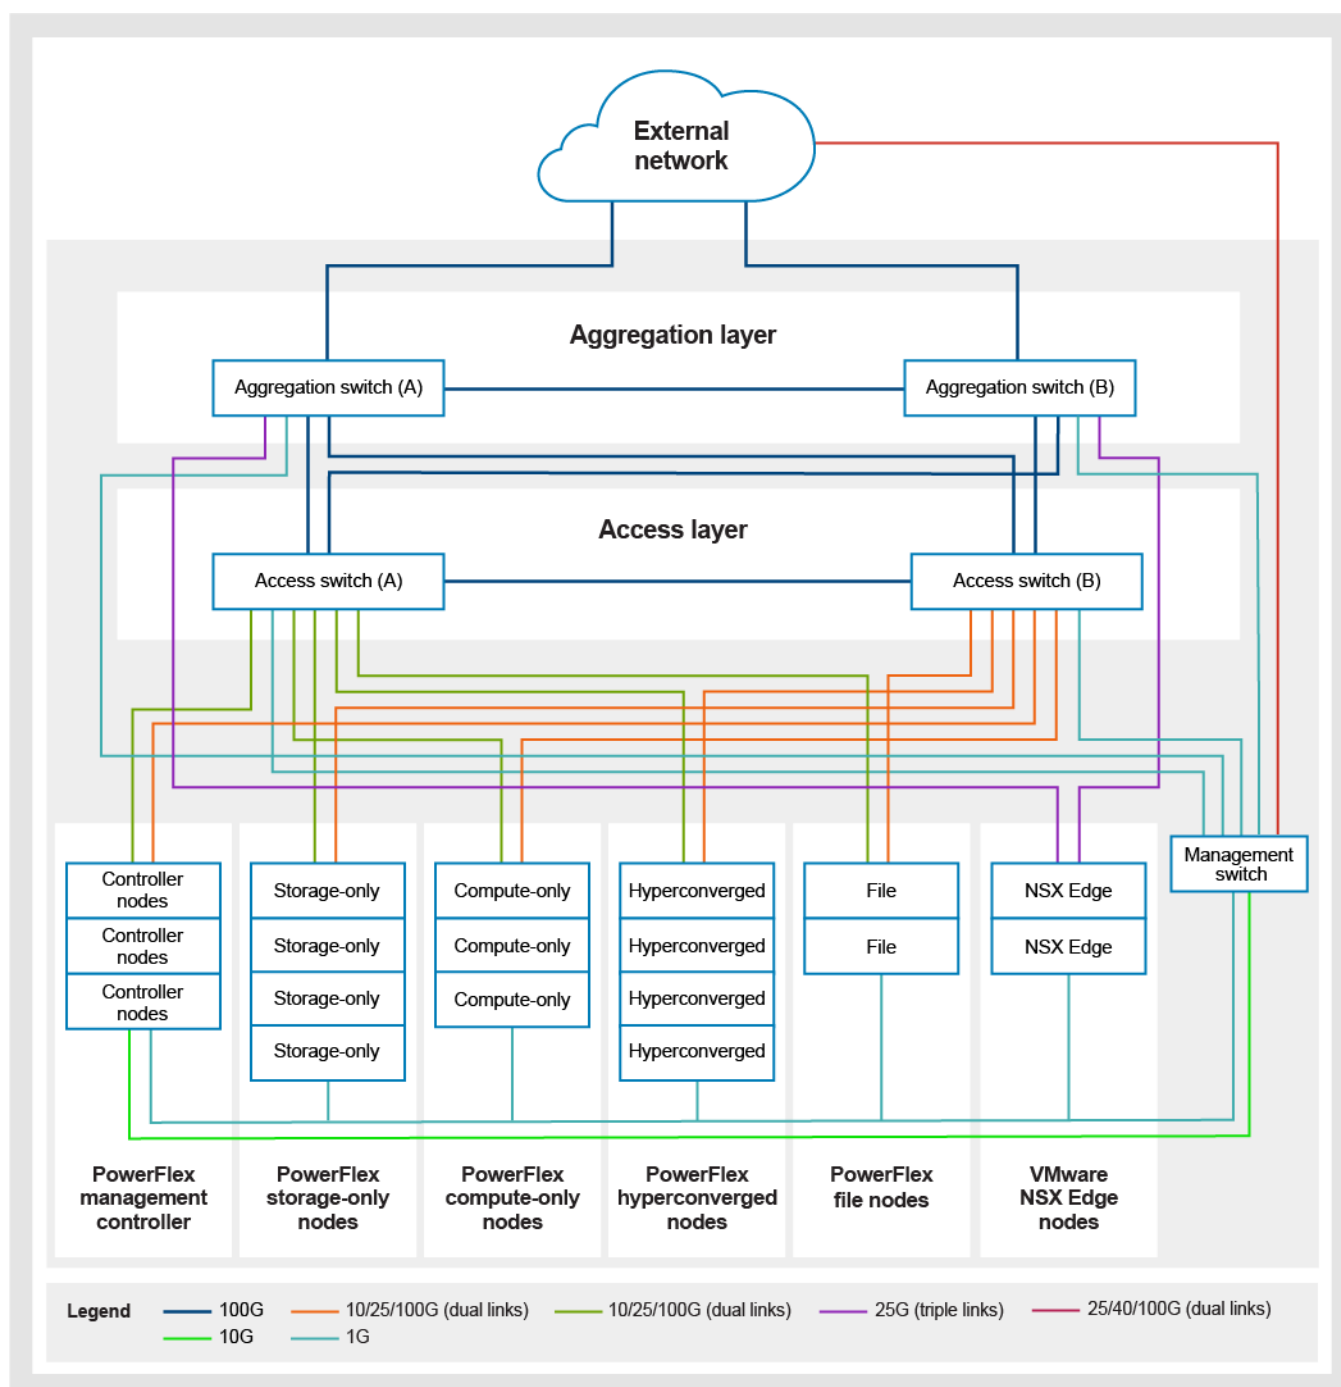 External
network
Aggregation layer
Aggregation switch (A)
Aggregation switch (B)
Access layer
Access switch (A)
Access switch (B)
Management
switch
Controller
nodes
Controller
nodes
Controller
nodes
Storage-only
Storage-only
Storage-only
Storage-only
Compute-only
Compute-only
Compute-only
Hyperconverged
Hyperconverged
Hyperconverged
Hyperconverged
File
File
NSX Edge
NSX Edge
PowerFlex
management
controller
PowerFlex
storage-only
nodes
PowerFlex
compute-only
nodes
PowerFlex
hyperconverged
nodes
PowerFlex
file nodes
VMware
NSX Edge
nodes
Legend 100G 10/25/100G (dual links) 10/25/100G (dual links) 25G (triple links) 25/40/100G (dual links)
10G 1G